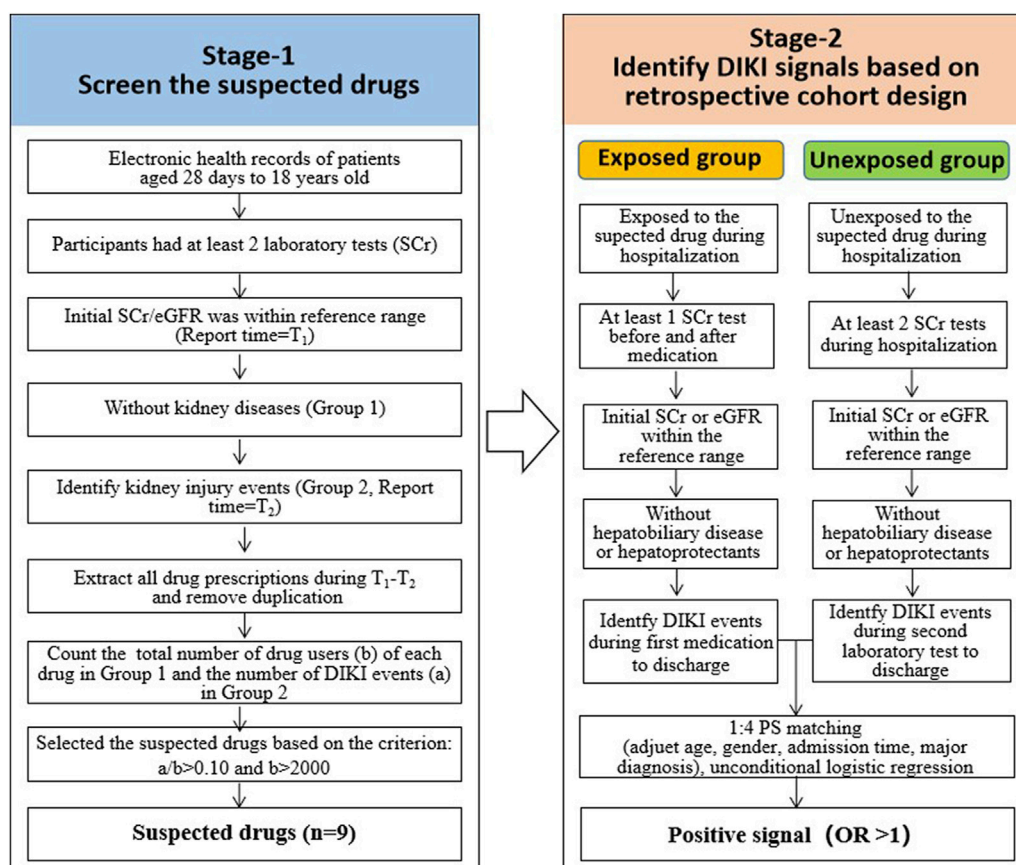 Stage-1
Screen the suspected drugs
Electronic health records of patients
aged 28 days to 18 years old
Participants had at least 2 laboratory tests (SCr)
Initial SCr/eGFR was within reference range
(Report time=T₁)
Without kidney diseases (Group 1)
Identify kidney injury events (Group 2, Report
time=T₂)
Extract all drug prescriptions during T₁-T₂
and remove duplication
Count the total number of drug users (b) of each
drug in Group 1 and the number of DIKI events (a)
in Group 2
Selected the suspected drugs based on the criterion:
a/b>0.10 and b>2000
Suspected drugs (n=9)
Stage-2
Identify DIKI signals based on
retrospective cohort design
Exposed group
Exposed to the
supected drug during
hospitalization
At least 1 SCr test
before and after
medication
Initial SCr or eGFR
within the
reference range
Without
hepatobiliary disease
or hepatoprotectants
Identfy DIKI events
during first medication
to discharge
Unexposed group
Unexposed to the
supected drug during
hospitalization
At least 2 SCr tests
during hospitalization
Initial SCr or eGFR
within the
reference range
Without
hepatobiliary disease
or hepatoprotectants
Identfy DIKI events
during second
laboratory test to
discharge
1:4 PS matching
(adjuet age, gender, admission time, major
diagnosis), unconditional logistic regression
Positive signal (OR >1)